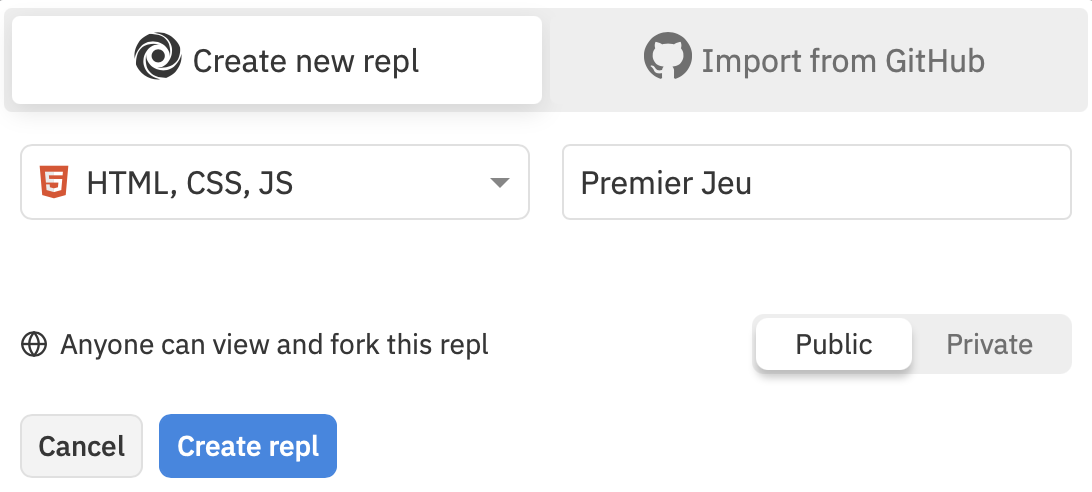 Create new repl
Import from GitHub
HTML, CSS, JS
Premier Jeu
Anyone can view and fork this repl
Public
Private
Cancel
Create repl